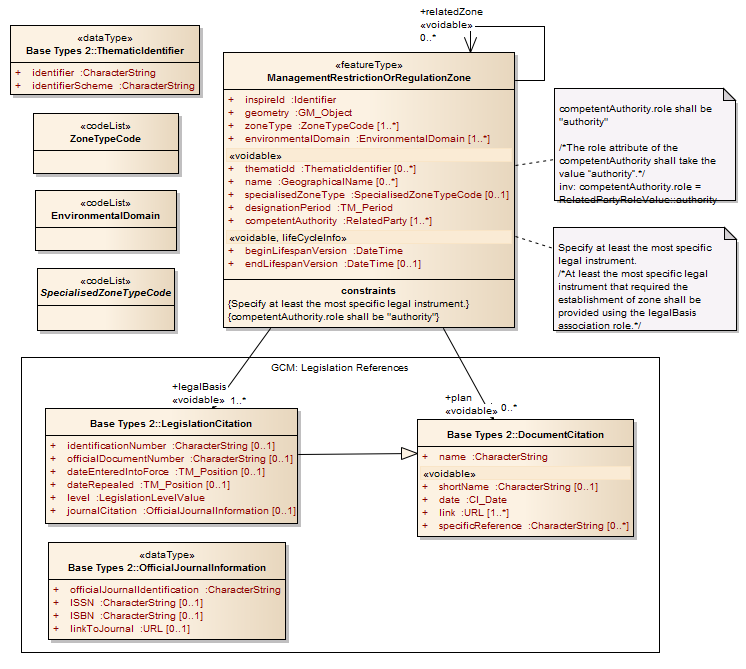 «dataType»
Base Types 2::ThematicIdentifier
+ identifier :CharacterString
+ identifierScheme :CharacterString
«codeList»
ZoneTypeCode
«codeList»
EnvironmentalDomain
«codeList»
SpecialisedZoneTypeCode
+relatedZone
«voidable»
0..*
«featureType»
ManagementRestrictionOrRegulationZone
+ inspireId :Identifier
+ geometry :GM_Object
+ zoneType :ZoneTypeCode [1..*]
+ environmentalDomain :EnvironmentalDomain [1..*]
«voidable»
+ thematicId :ThematicIdentifier [0..*]
+ name :GeographicalName [0..*]
+ specialisedZoneType :SpecialisedZoneTypeCode [0..1]
+ designationPeriod :TM_Period
+ competentAuthority :RelatedParty [1..*]
«voidable, lifeCycleInfo»
+ beginLifespanVersion :DateTime
+ endLifespanVersion :DateTime [0..1]
constraints
{Specify at least the most specific legal instrument.}
{competentAuthority.role shall be "authority"}
competentAuthority.role shall be
"authority"
/*The role attribute of the
competentAuthority shall take the
value "authority".*/
inv: competentAuthority.role =
RelatedPartyRoleValue::authority
Specify at least the most specific
legal instrument.
/*At least the most specific legal
instrument that required the
establishment of zone shall be
provided using the legalBasis
association role.*/
GCM: Legislation References
+legalBasis
«voidable» 1..*
+plan
«voidable» 0..*
Base Types 2::LegislationCitation
+ identificationNumber :CharacterString [0..1]
+ officialDocumentNumber :CharacterString [0..1]
+ dateEnteredIntoForce :TM_Position [0..1]
+ dateRepealed :TM_Position [0..1]
+ level :LegislationLevelValue
+ journalCitation :OfficialJournalInformation [0..1]
Base Types 2::DocumentCitation
+ name :CharacterString
«voidable»
+ shortName :CharacterString [0..1]
+ date :CI_Date
+ link :URL [1..*]
+ specificReference :CharacterString [0..*]
«dataType»
Base Types 2::OfficialJournalInformation
+ officialJournalIdentification :CharacterString
+ ISSN :CharacterString [0..1]
+ ISBN :CharacterString [0..1]
+ linkToJournal :URL [0..1]